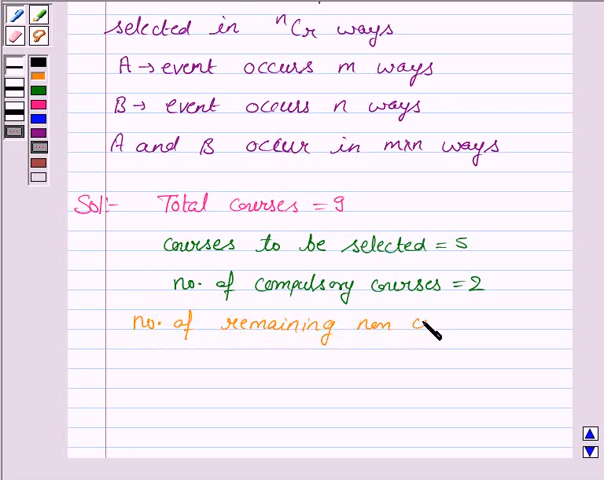 selected in ⁿCr ways
A → event occurs m ways
B → event occurs n ways
A and B occur in m×n ways
Sol:- Total courses = 9
courses to be selected = 5
no. of compulsory courses = 2
no. of remaining non c